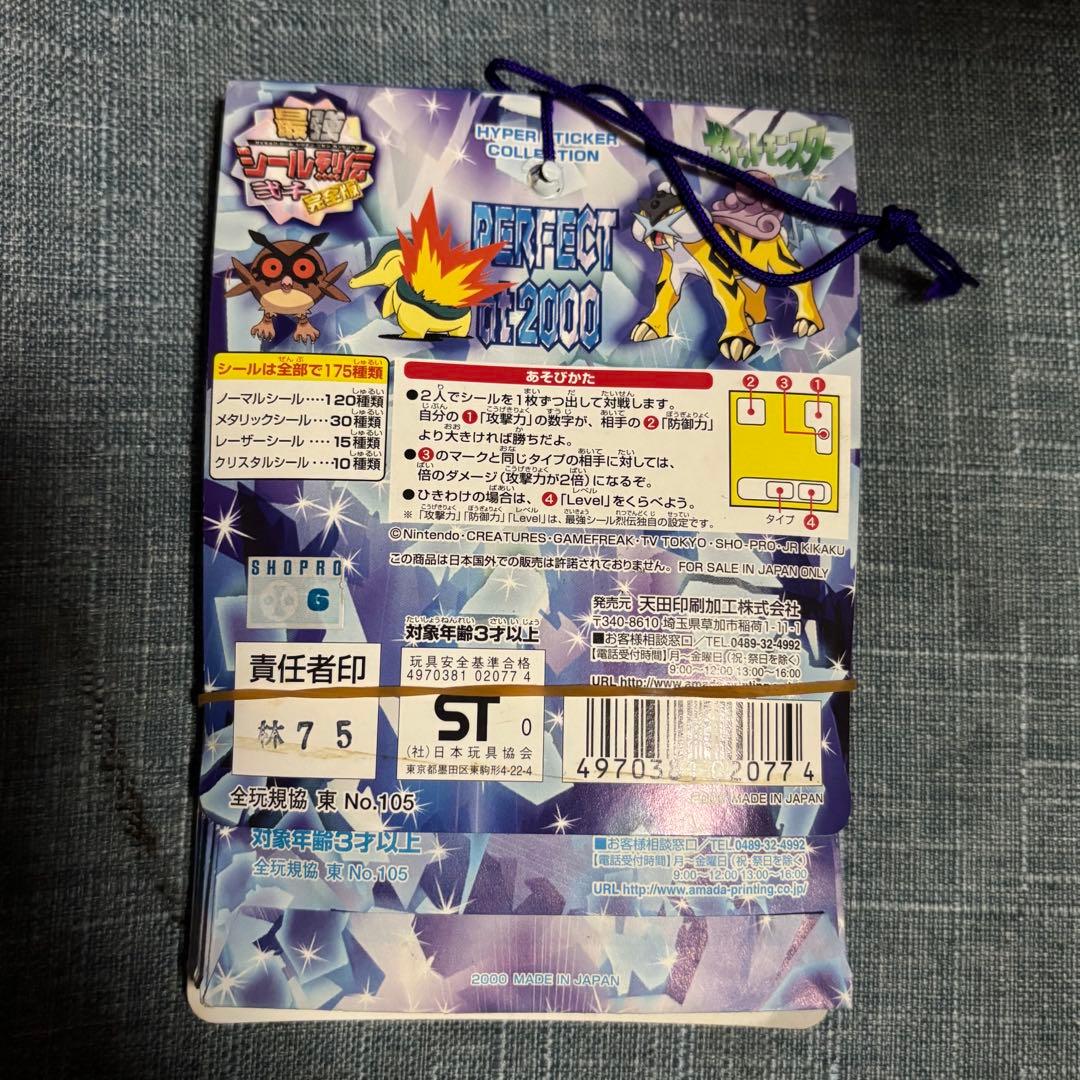 最強
シール烈伝
弐千 完全版
HYPER STICKER
COLLECTION
ポケットモンスター
PERFECT
At 2000
シールは全部で175種類
ノーマルシール‥‥120種類
メタリックシール‥‥30種類
レーザーシール ‥‥15種類
クリスタルシール‥‥10種類
あそびかた
●2人でシールを1枚ずつ出して対戦します。
自分の❶「攻撃力」の数字が、相手の❷「防御力」
より大きければ勝ちだよ。
●❸のマークと同じタイプの相手に対しては、
倍のダメージ(攻撃力が2倍)になるぞ。
●ひきわけの場合は、❹「Level」をくらべよう。
※「攻撃力」「防御力」「Level」は、最強シール烈伝独自の設定です。
❷ ❸ ❶
タイプ ❹
©Nintendo・CREATURES・GAMEFREAK・TV TOKYO・SHO-PRO・JR KIKAKU
この商品は日本国外での販売は許諾されておりません。 FOR SALE IN JAPAN ONLY
SHOPRO
G
対象年齢3才以上
発売元 天田印刷加工株式会社
〒340-8610 埼玉県草加市稲荷1-11-1
■お客様相談窓口/TEL0489-32-4992
【電話受付時間】月~金曜日(祝・祭日を除く)
9:00~12:00 13:00~16:00
URL http://www.amada-printing.co.jp/
責任者印
林75
玩具安全基準合格
4970381 02077 4
ST 0
(社)日本玩具協会
東京都墨田区東駒形4-22-4
4970381 020774
2000 MADE IN JAPAN
全玩規協 東 No.105
対象年齢3才以上
全玩規協 東 No.105
■お客様相談窓口/TEL0489-32-4992
【電話受付時間】月~金曜日(祝・祭日を除く)
9:00~12:00 13:00~16:00
URL http://www.amada-printing.co.jp/
2000 MADE IN JAPAN